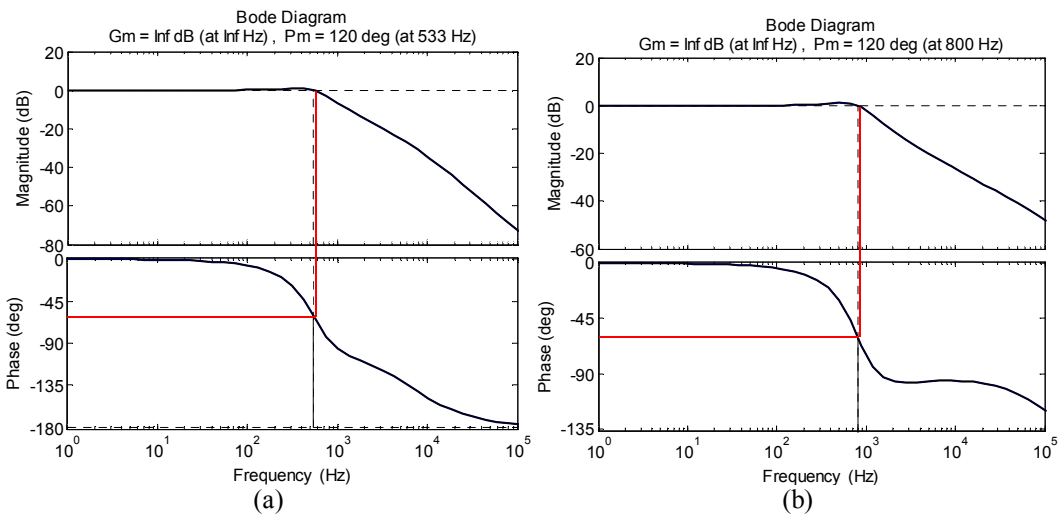 Bode Diagram
Gm = Inf dB (at Inf Hz) , Pm = 120 deg (at 533 Hz)
Magnitude (dB)
20
0
-20
-40
-60
-80
Phase (deg)
0
-45
-90
-135
-180
10^0 10^1 10^2 10^3 10^4 10^5
Frequency (Hz)
(a)
Bode Diagram
Gm = Inf dB (at Inf Hz) , Pm = 120 deg (at 800 Hz)
Magnitude (dB)
20
0
-20
-40
-60
Phase (deg)
0
-45
-90
-135
10^0 10^1 10^2 10^3 10^4 10^5
Frequency (Hz)
(b)